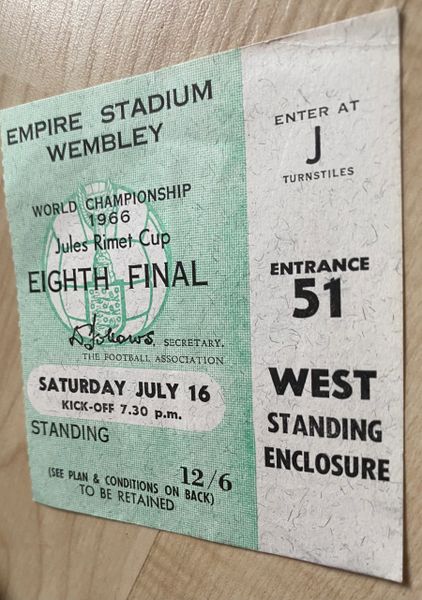 EMPIRE STADIUM
WEMBLEY
WORLD CHAMPIONSHIP
1966
Jules Rimet Cup
EIGHTH FINAL
D. Follows. SECRETARY.
THE FOOTBALL ASSOCIATION
SATURDAY JULY 16
KICK-OFF 7.30 p.m.
STANDING
12/6
(SEE PLAN & CONDITIONS ON BACK)
TO BE RETAINED
ENTER AT
J
TURNSTILES
ENTRANCE
51
WEST
STANDING
ENCLOSURE